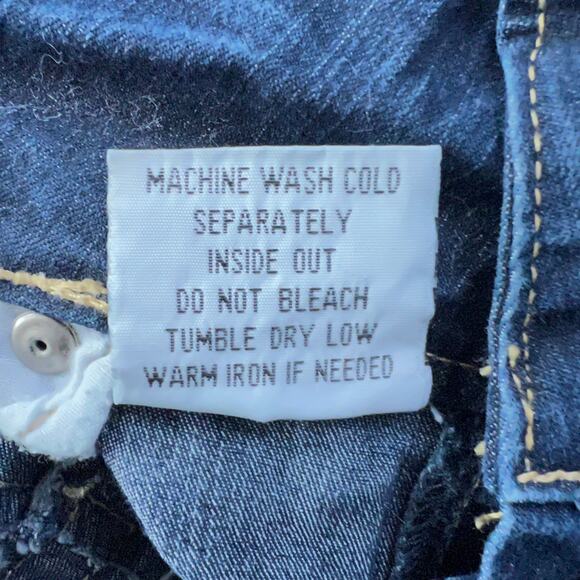 MACHINE WASH COLD
SEPARATELY
INSIDE OUT
DO NOT BLEACH
TUMBLE DRY LOW
WARM IRON IF NEEDED